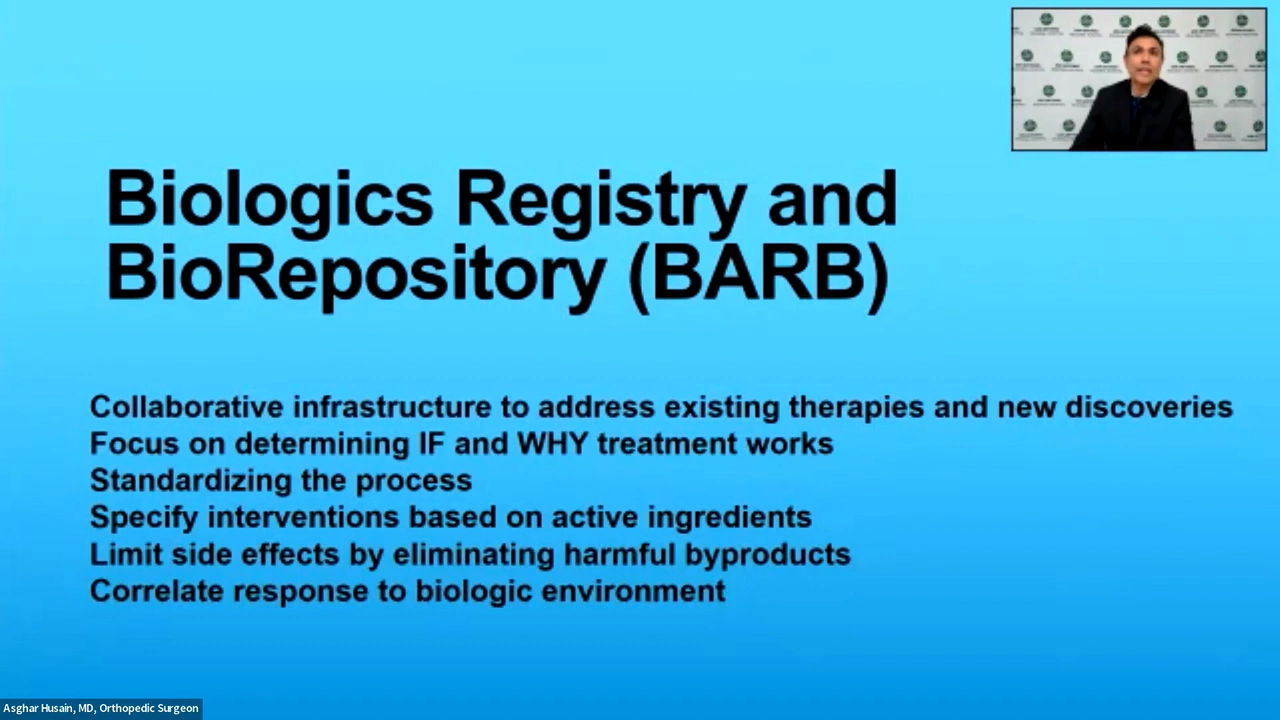 Biologics Registry and
BioRepository (BARB)
Collaborative infrastructure to address existing therapies and new discoveries
Focus on determining IF and WHY treatment works
Standardizing the process
Specify interventions based on active ingredients
Limit side effects by eliminating harmful byproducts
Correlate response to biologic environment
Asghar Husain, MD, Orthopedic Surgeon